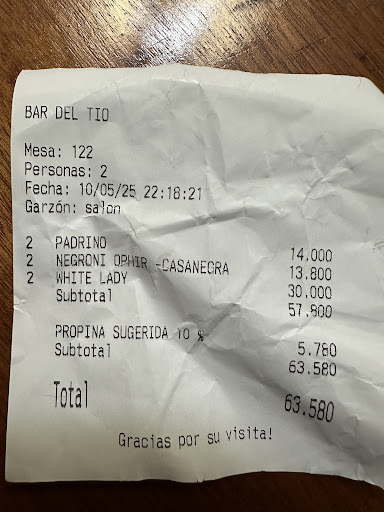 BAR DEL TIO
Mesa: 122
Personas: 2
Fecha: 10/05/25 22:18:21
Garzón: salon
2 PADRINO 14.000
2 NEGRONI OPHIR -CASANEGRA 13.800
2 WHITE LADY 30.000
Subtotal 57.800
PROPINA SUGERIDA 10 % 5.780
Subtotal 63.580
Total 63.580
Gracias por su visita!